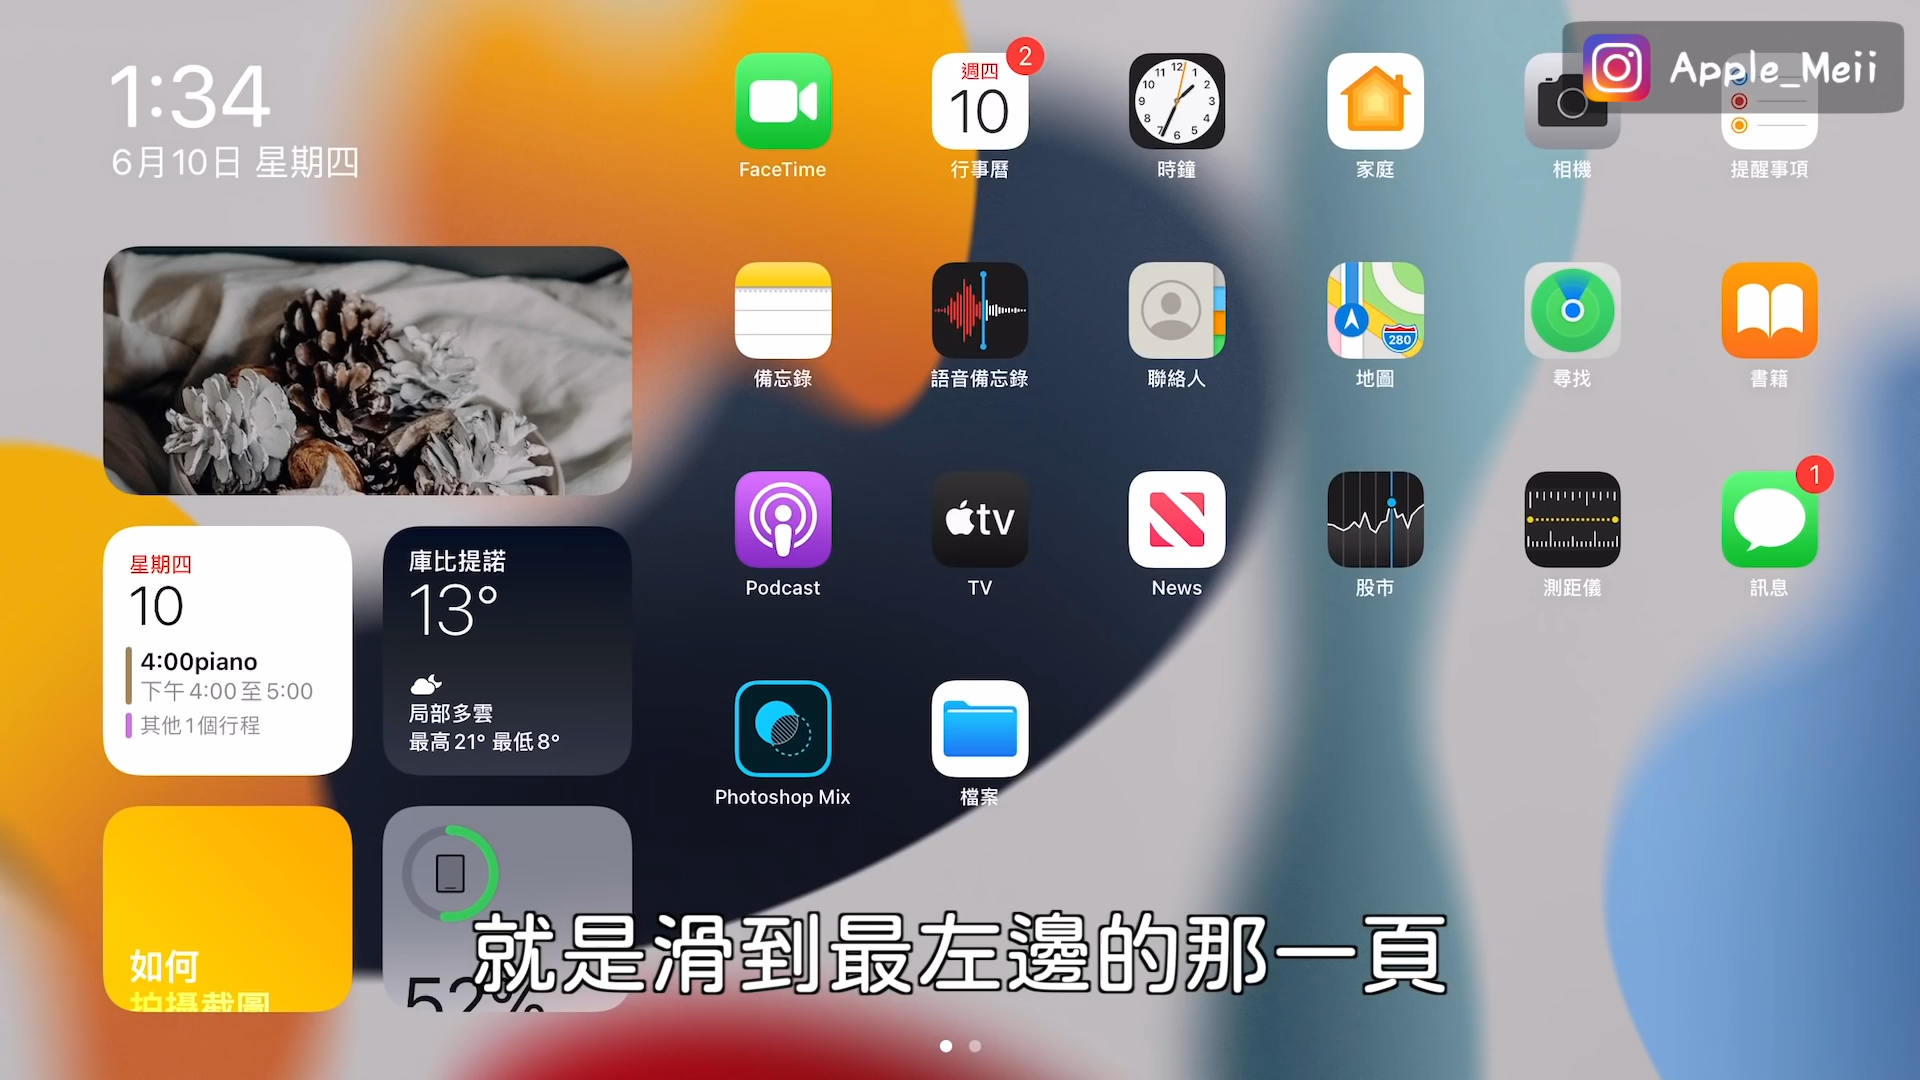 1:34
6月10日 星期四
Apple_Meii
FaceTime
週四
10
2
行事曆
時鐘
家庭
相機
提醒事項
備忘錄
語音備忘錄
聯絡人
280
地圖
尋找
書籍
Podcast
tv
TV
News
股市
測距儀
1
訊息
Photoshop Mix
檔案
星期四
10
4:00piano
下午4:00至5:00
其他1個行程
庫比提諾
13°
局部多雲
最高21° 最低8°
如何
拍攝截圖
52%
就是滑到最左邊的那一頁